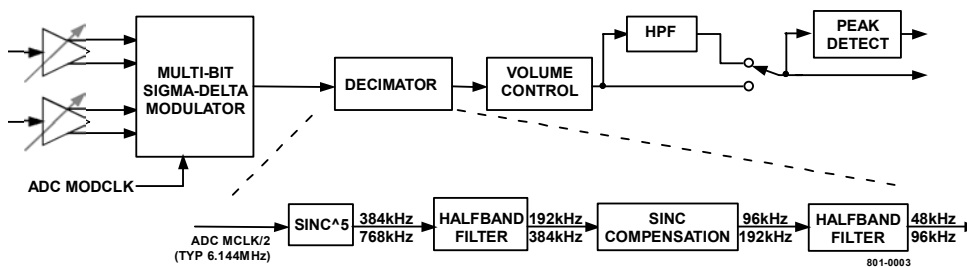 MULTI-BIT
SIGMA-DELTA
MODULATOR
DECIMATOR
VOLUME
CONTROL
HPF
PEAK
DETECT
ADC MODCLK
ADC MCLK/2
(TYP 6.144MHz)
SINC^5
384kHz
768kHz
HALFBAND
FILTER
192kHz
384kHz
SINC
COMPENSATION
96kHz
192kHz
HALFBAND
FILTER
48kHz
96kHz
801-0003